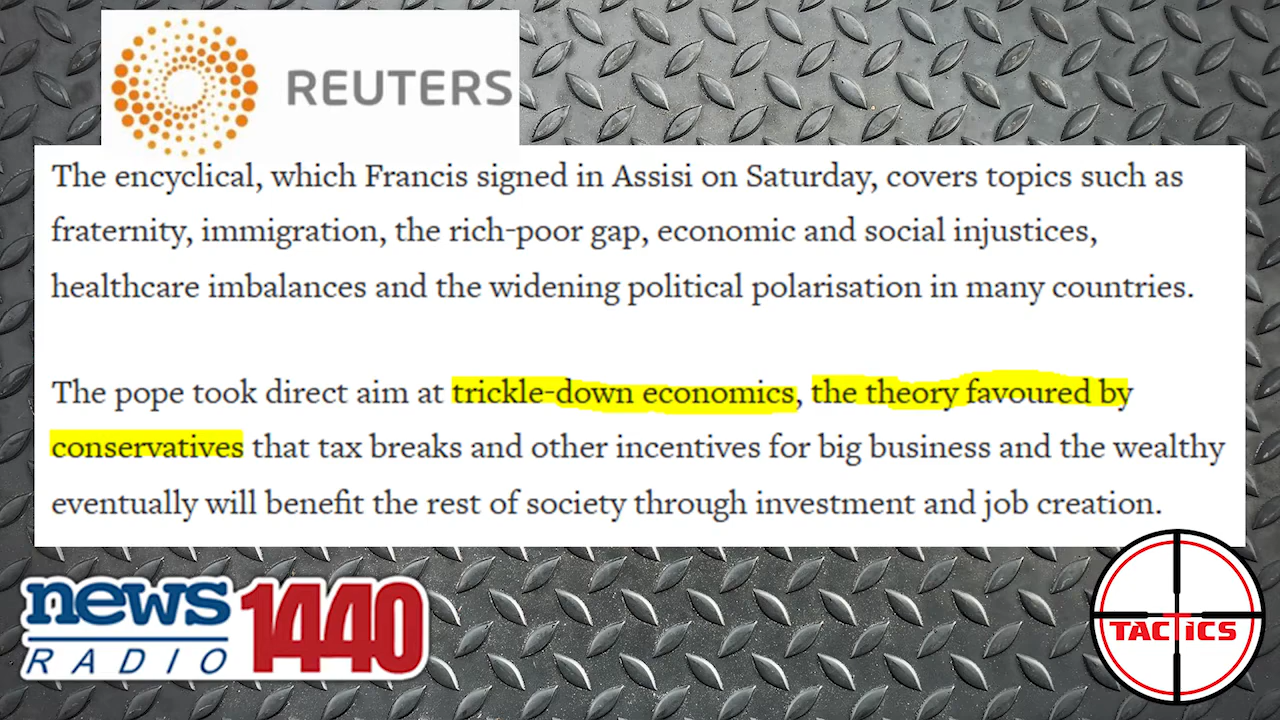 REUTERS
The encyclical, which Francis signed in Assisi on Saturday, covers topics such as
fraternity, immigration, the rich-poor gap, economic and social injustices,
healthcare imbalances and the widening political polarisation in many countries.
The pope took direct aim at trickle-down economics, the theory favoured by
conservatives that tax breaks and other incentives for big business and the wealthy
eventually will benefit the rest of society through investment and job creation.
news 1440
RADIO
TACTICS